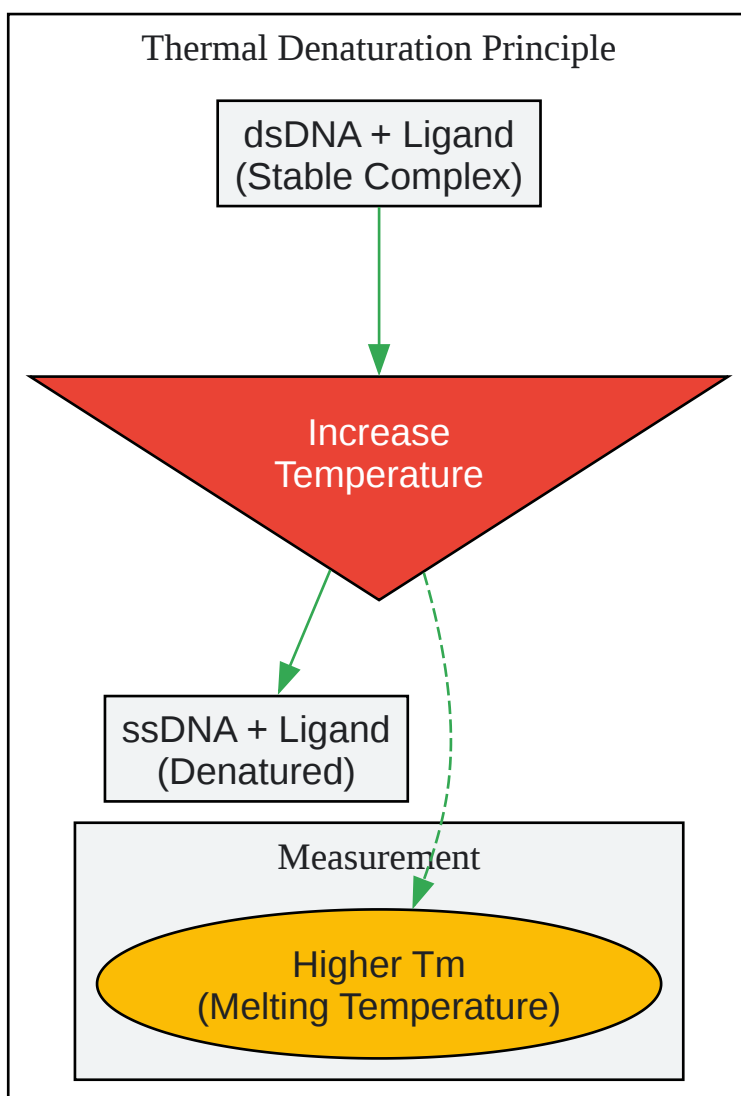 Thermal Denaturation Principle
dsDNA + Ligand
(Stable Complex)
Increase
Temperature
ssDNA + Ligand
(Denatured)
Measurement
Higher Tm
(Melting Temperature)